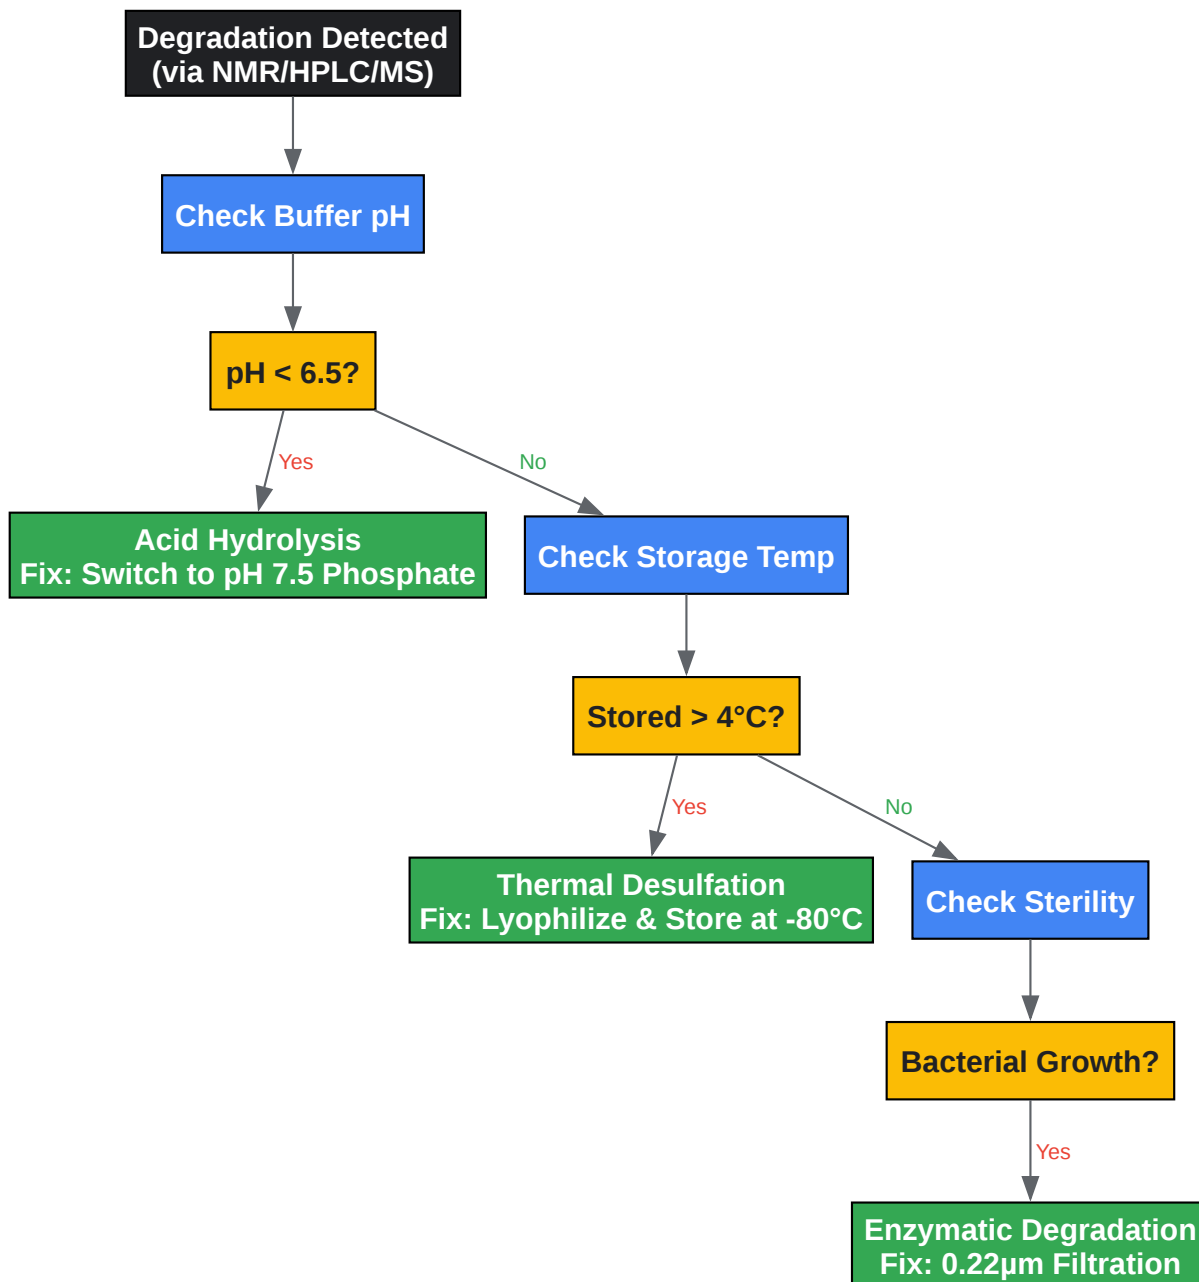 Degradation Detected
(via NMR/HPLC/MS)
Check Buffer pH
pH < 6.5?
Yes
No
Acid Hydrolysis
Fix: Switch to pH 7.5 Phosphate
Check Storage Temp
Stored > 4°C?
Yes
No
Thermal Desulfation
Fix: Lyophilize & Store at -80°C
Check Sterility
Bacterial Growth?
Yes
Enzymatic Degradation
Fix: 0.22µm Filtration